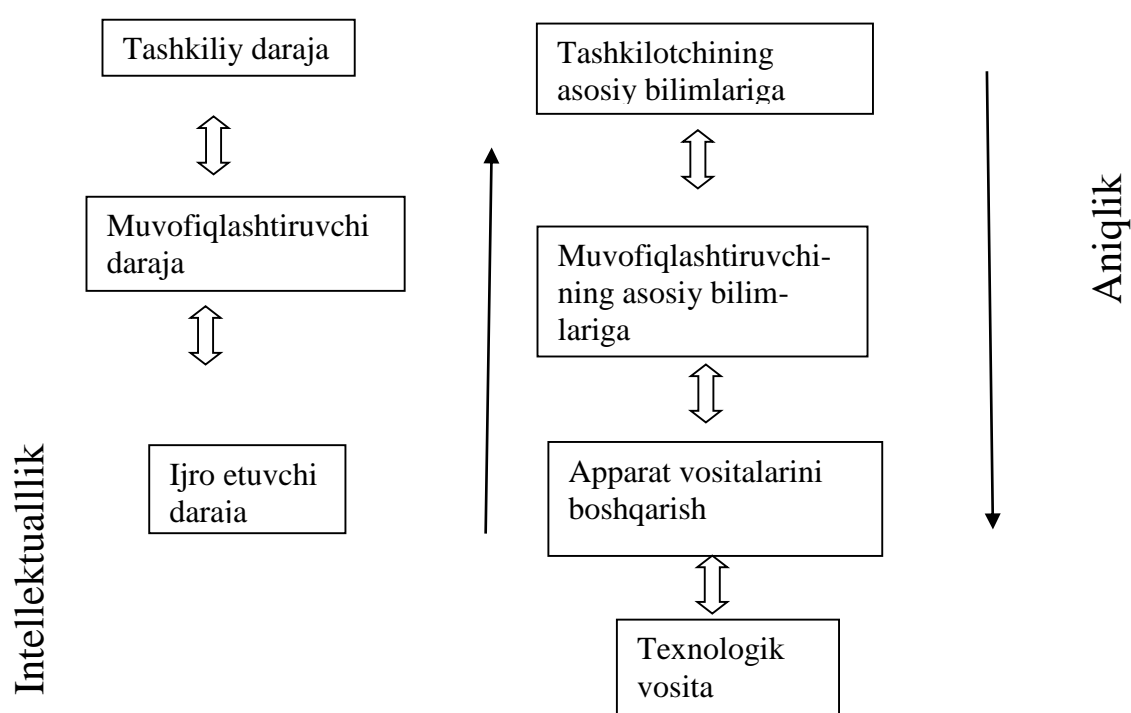 Tashkiliy daraja
Muvofiqlashtiruvchi
daraja
Ijro etuvchi
daraja
Intellektualllik
Tashkilotchining
asosiy bilimlariga
Muvofiqlashtiruvchi-
ning asosiy bilim-
lariga
Apparat vositalarini
boshqarish
Texnologik
vosita
Aniqlik